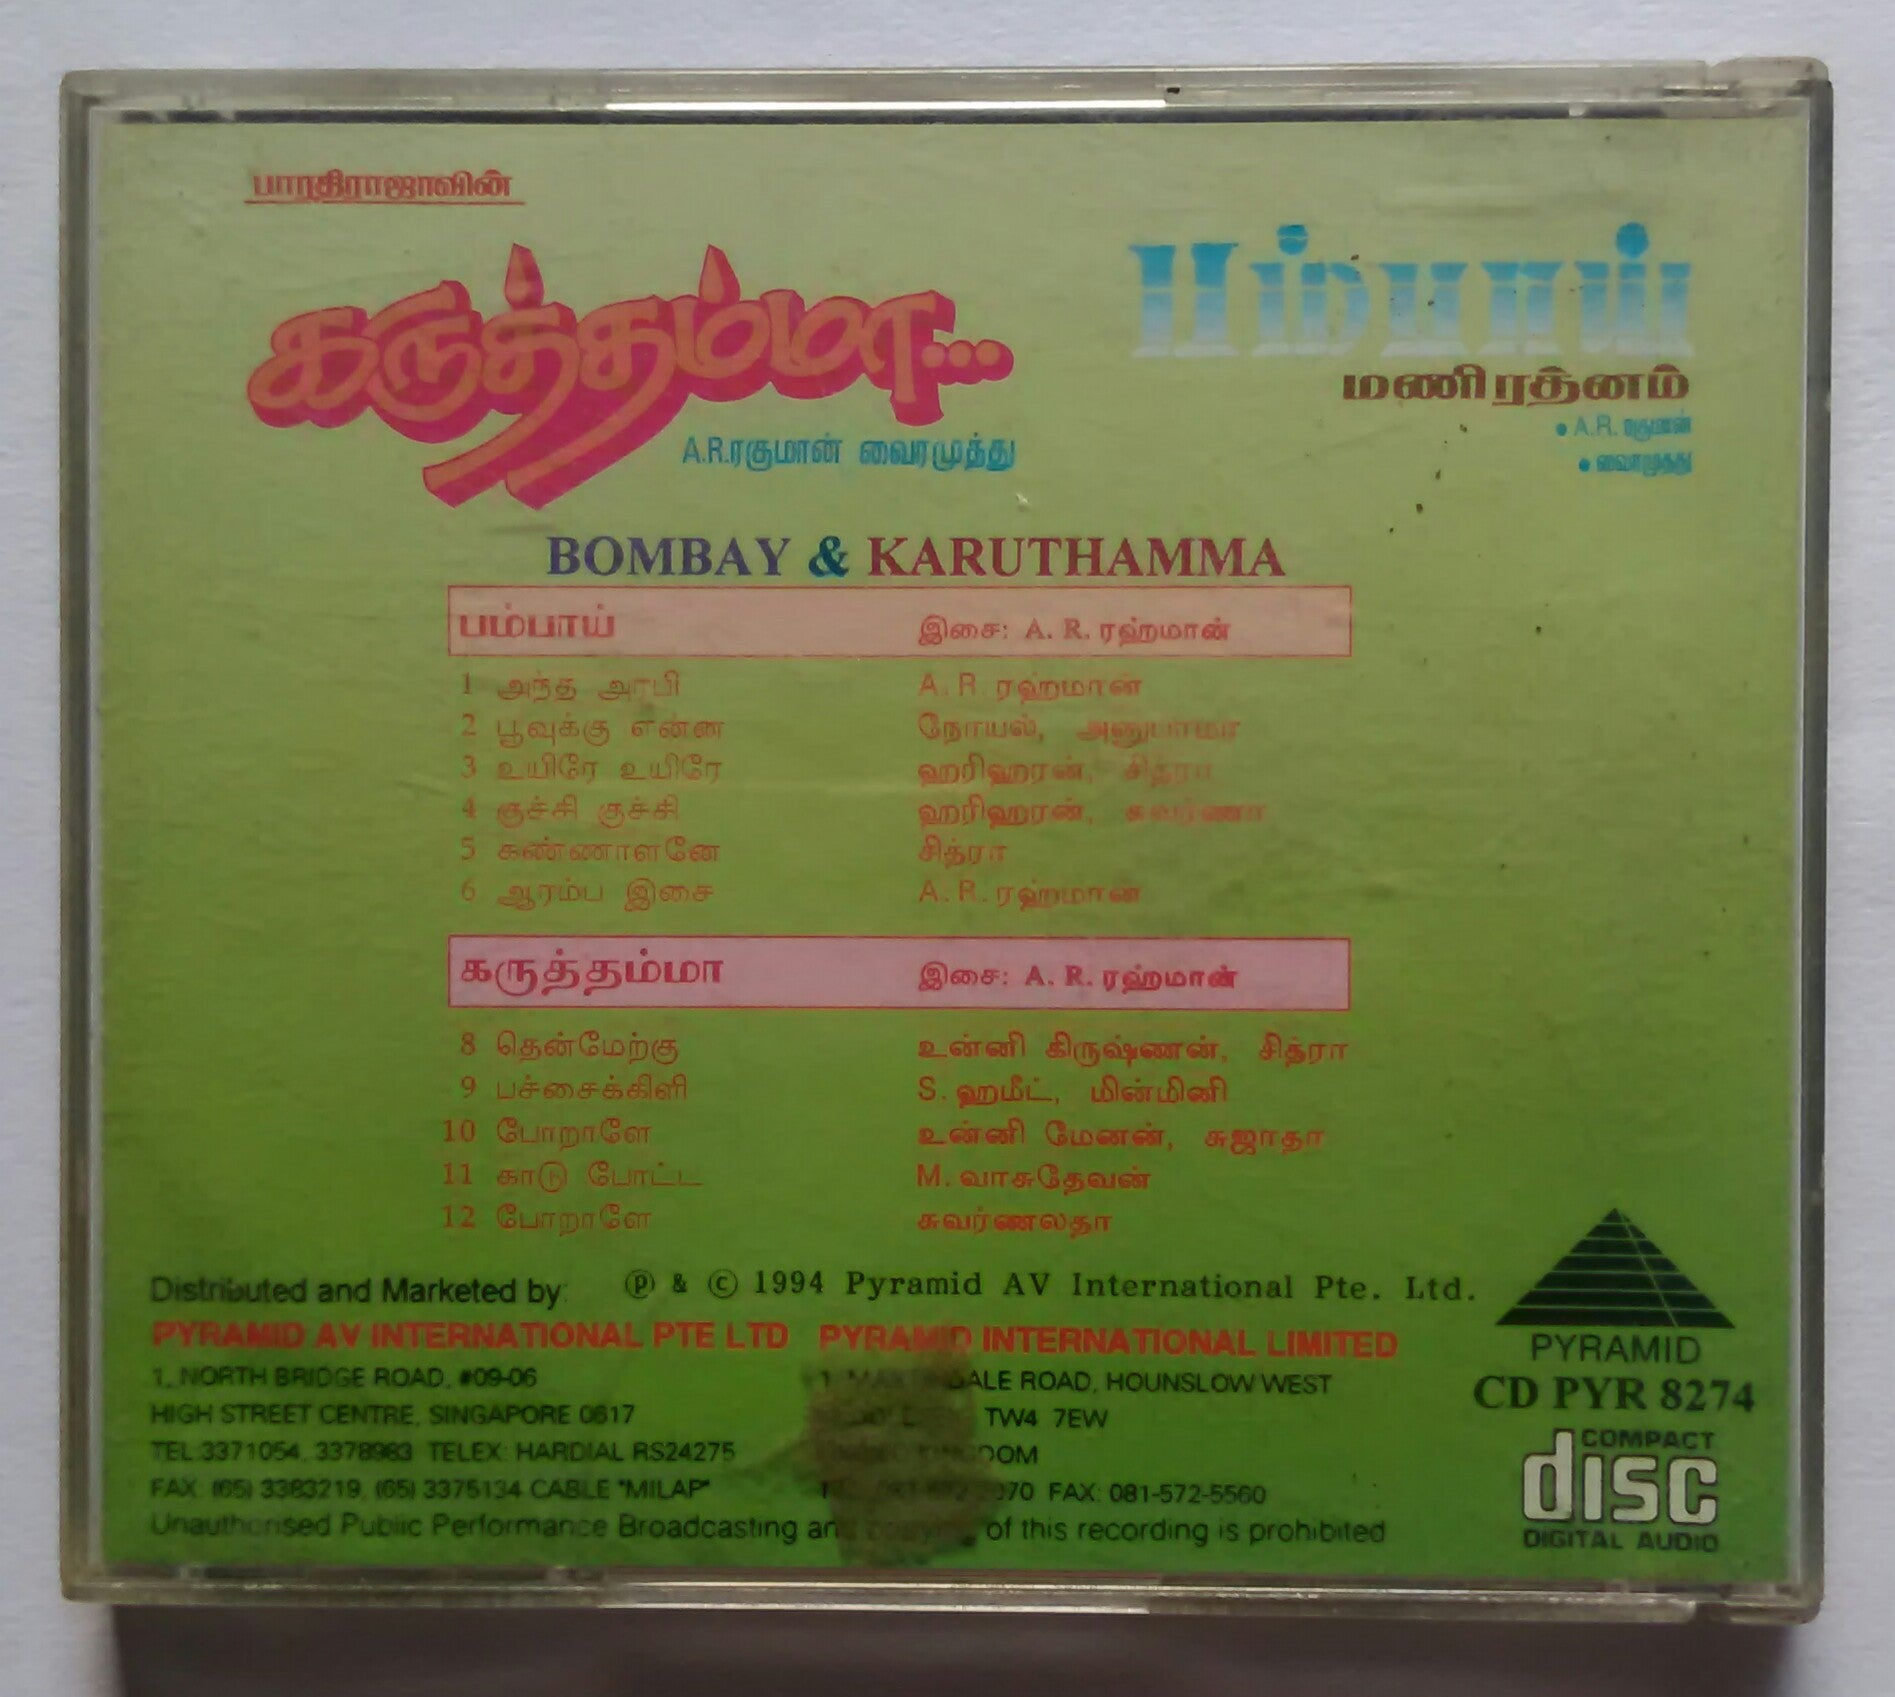 பாரதிராஜாவின்
கருத்தம்மா...
A.R.ரகுமான் வைரமுத்து
பம்பாய்
மணிரத்னம்
• A.R. ரகுமான்
• வைரமுத்து
BOMBAY & KARUTHAMMA
பம்பாய் இசை: A. R. ரஹ்மான்
1 அந்த அரபி A. R. ரஹ்மான்
2 பூவுக்கு என்ன நோயல், அனுபாமா
3 உயிரே உயிரே ஹரிஹரன், சித்ரா
4 குச்சி குச்சி ஹரிஹரன், சுவர்ணா
5 கண்ணாளனே சித்ரா
6 ஆரம்ப இசை A. R. ரஹ்மான்
கருத்தம்மா இசை: A. R. ரஹ்மான்
8 தென்மேற்கு உன்னி கிருஷ்ணன், சித்ரா
9 பச்சைக்கிளி S. ஹமீட், மின்மினி
10 போறாளே உன்னி மேனன், சுஜாதா
11 காடு போட்ட M. வாசுதேவன்
12 போறாளே சுவர்ணலதா
Distributed and Marketed by: ℗ & © 1994 Pyramid AV International Pte. Ltd.
PYRAMID AV INTERNATIONAL PTE LTD
1, NORTH BRIDGE ROAD, #09-06
HIGH STREET CENTRE, SINGAPORE 0617
TEL:3371054, 3378983 TELEX: HARDIAL RS24275
FAX: (65) 3383219, (65) 3375134 CABLE "MILAP"
PYRAMID INTERNATIONAL LIMITED
ROAD, HOUNSLOW WEST
TW4 7EW
FAX: 081-572-5560
Unauthorised Public Performance Broadcasting and copying of this recording is prohibited
PYRAMID
CD PYR 8274
COMPACT
disc
DIGITAL AUDIO